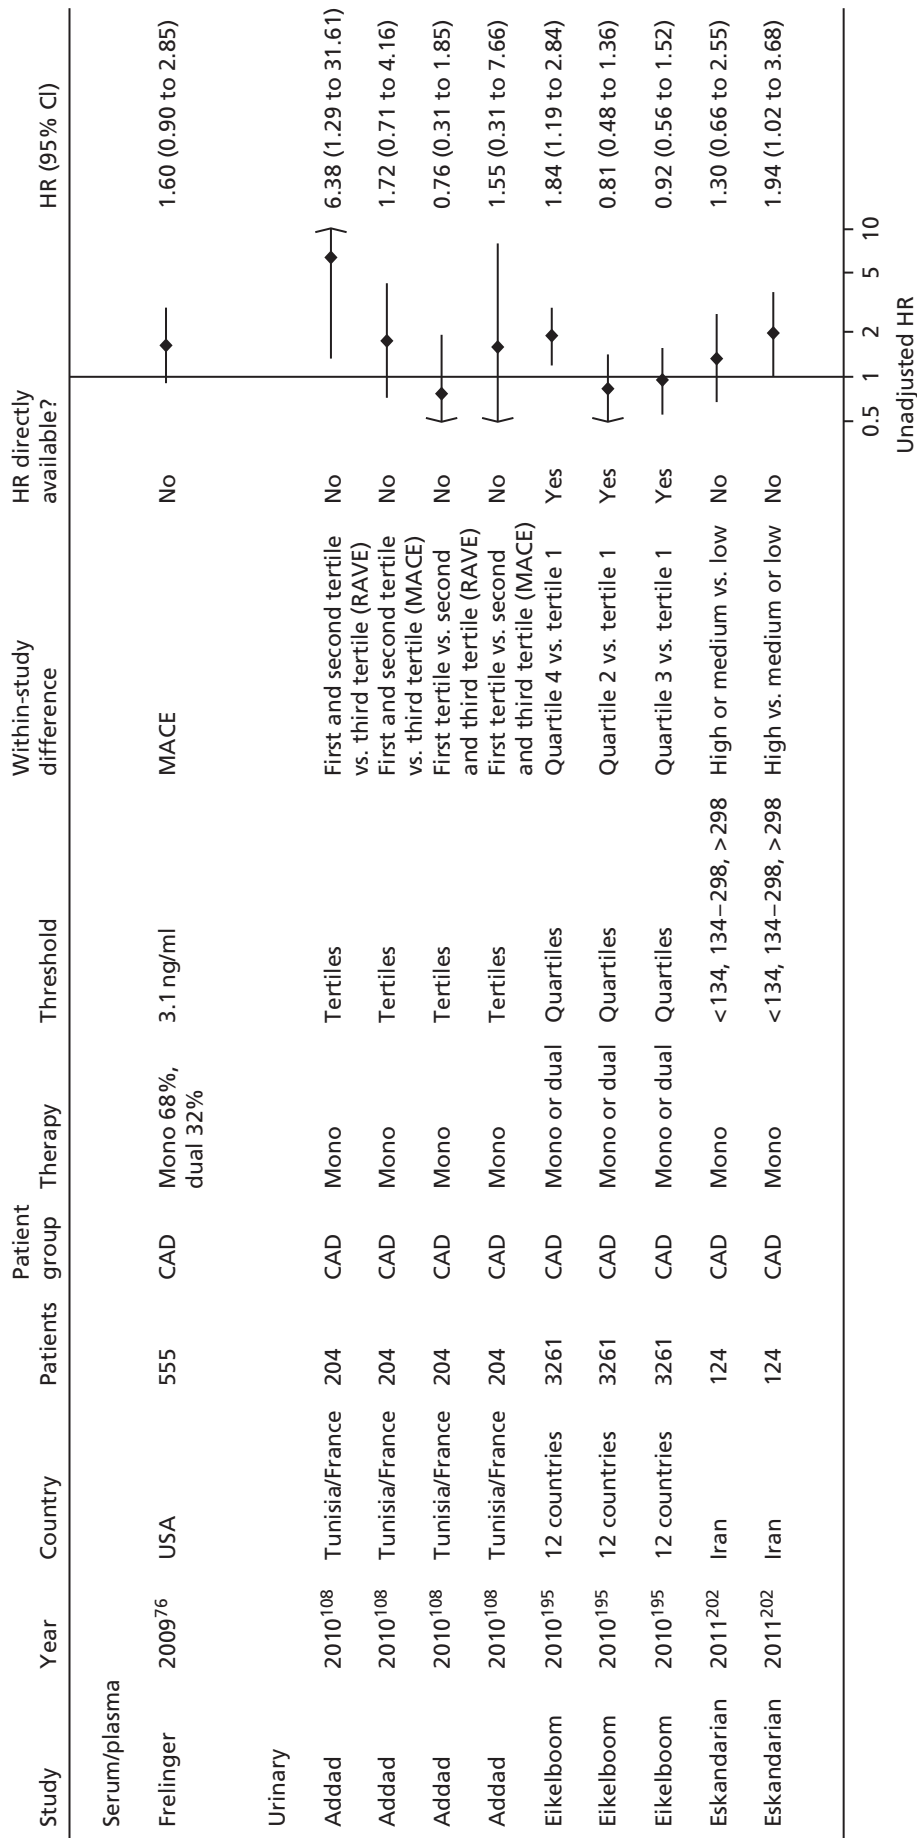 Study Year Country Patients Patient group Therapy Threshold Within-study difference HR directly available? HR (95% CI)
Serum/plasma
Frelinger 2009⁷⁶ USA 555 CAD Mono 68%, dual 32% 3.1 ng/ml MACE No 1.60 (0.90 to 2.85)
Urinary
Addad 2010¹⁰⁸ Tunisia/France 204 CAD Mono Tertiles First and second tertile vs. third tertile (RAVE) No 6.38 (1.29 to 31.61)
Addad 2010¹⁰⁸ Tunisia/France 204 CAD Mono Tertiles First and second tertile vs. third tertile (MACE) No 1.72 (0.71 to 4.16)
Addad 2010¹⁰⁸ Tunisia/France 204 CAD Mono Tertiles First tertile vs. second and third tertile (RAVE) No 0.76 (0.31 to 1.85)
Addad 2010¹⁰⁸ Tunisia/France 204 CAD Mono Tertiles First tertile vs. second and third tertile (MACE) No 1.55 (0.31 to 7.66)
Eikelboom 2010¹⁹⁵ 12 countries 3261 CAD Mono or dual Quartiles Quartile 4 vs. tertile 1 Yes 1.84 (1.19 to 2.84)
Eikelboom 2010¹⁹⁵ 12 countries 3261 CAD Mono or dual Quartiles Quartile 2 vs. tertile 1 Yes 0.81 (0.48 to 1.36)
Eikelboom 2010¹⁹⁵ 12 countries 3261 CAD Mono or dual Quartiles Quartile 3 vs. tertile 1 Yes 0.92 (0.56 to 1.52)
Eskandarian 2011²⁰² Iran 124 CAD Mono <134, 134–298, >298 High or medium vs. low No 1.30 (0.66 to 2.55)
Eskandarian 2011²⁰² Iran 124 CAD Mono <134, 134–298, >298 High vs. medium or low No 1.94 (1.02 to 3.68)
0.5 1 2 5 10
Unadjusted HR